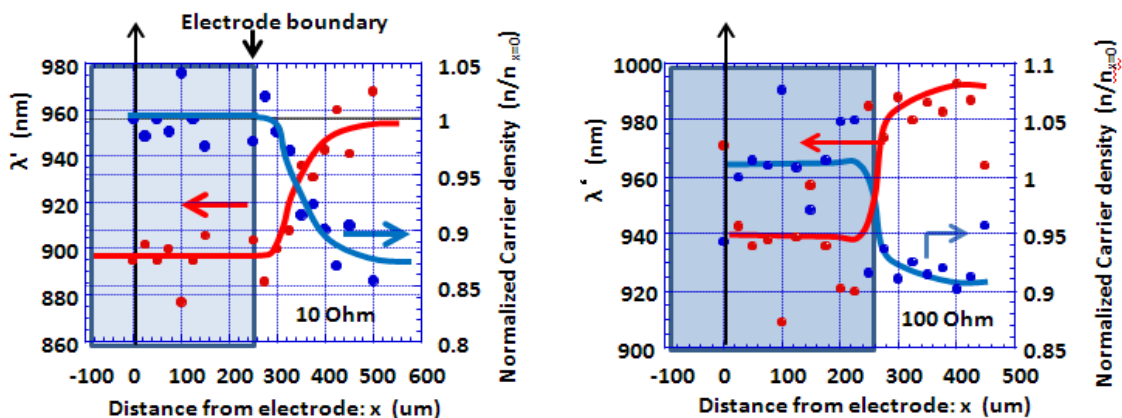 Electrode boundary
980
960
940
920
900
880
860
λ' (nm)
1.05
1
0.95
0.9
0.85
0.8
Normalized Carrier density (n/nx=0)
10 Ohm
-100 0 100 200 300 400 500 600
Distance from electrode: x (um)
1000
980
960
940
920
900
λ ‘ (nm)
1.1
1.05
1
0.95
0.9
0.85
Normalized Carrier density (n/nx=0)
100 Ohm
-100 0 100 200 300 400 500
Distance from electrode: x (um)